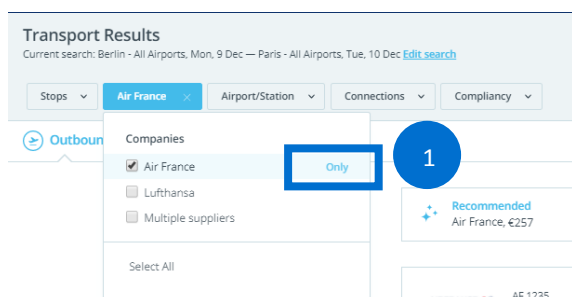 Transport Results
Current search: Berlin - All Airports, Mon, 9 Dec — Paris - All Airports, Tue, 10 Dec Edit search
Stops Air France × Airport/Station Connections Compliancy
Outboun
Companies
Air France Only
1
Lufthansa
Multiple suppliers
Recommended
Air France, €257
Select All
AF 1235